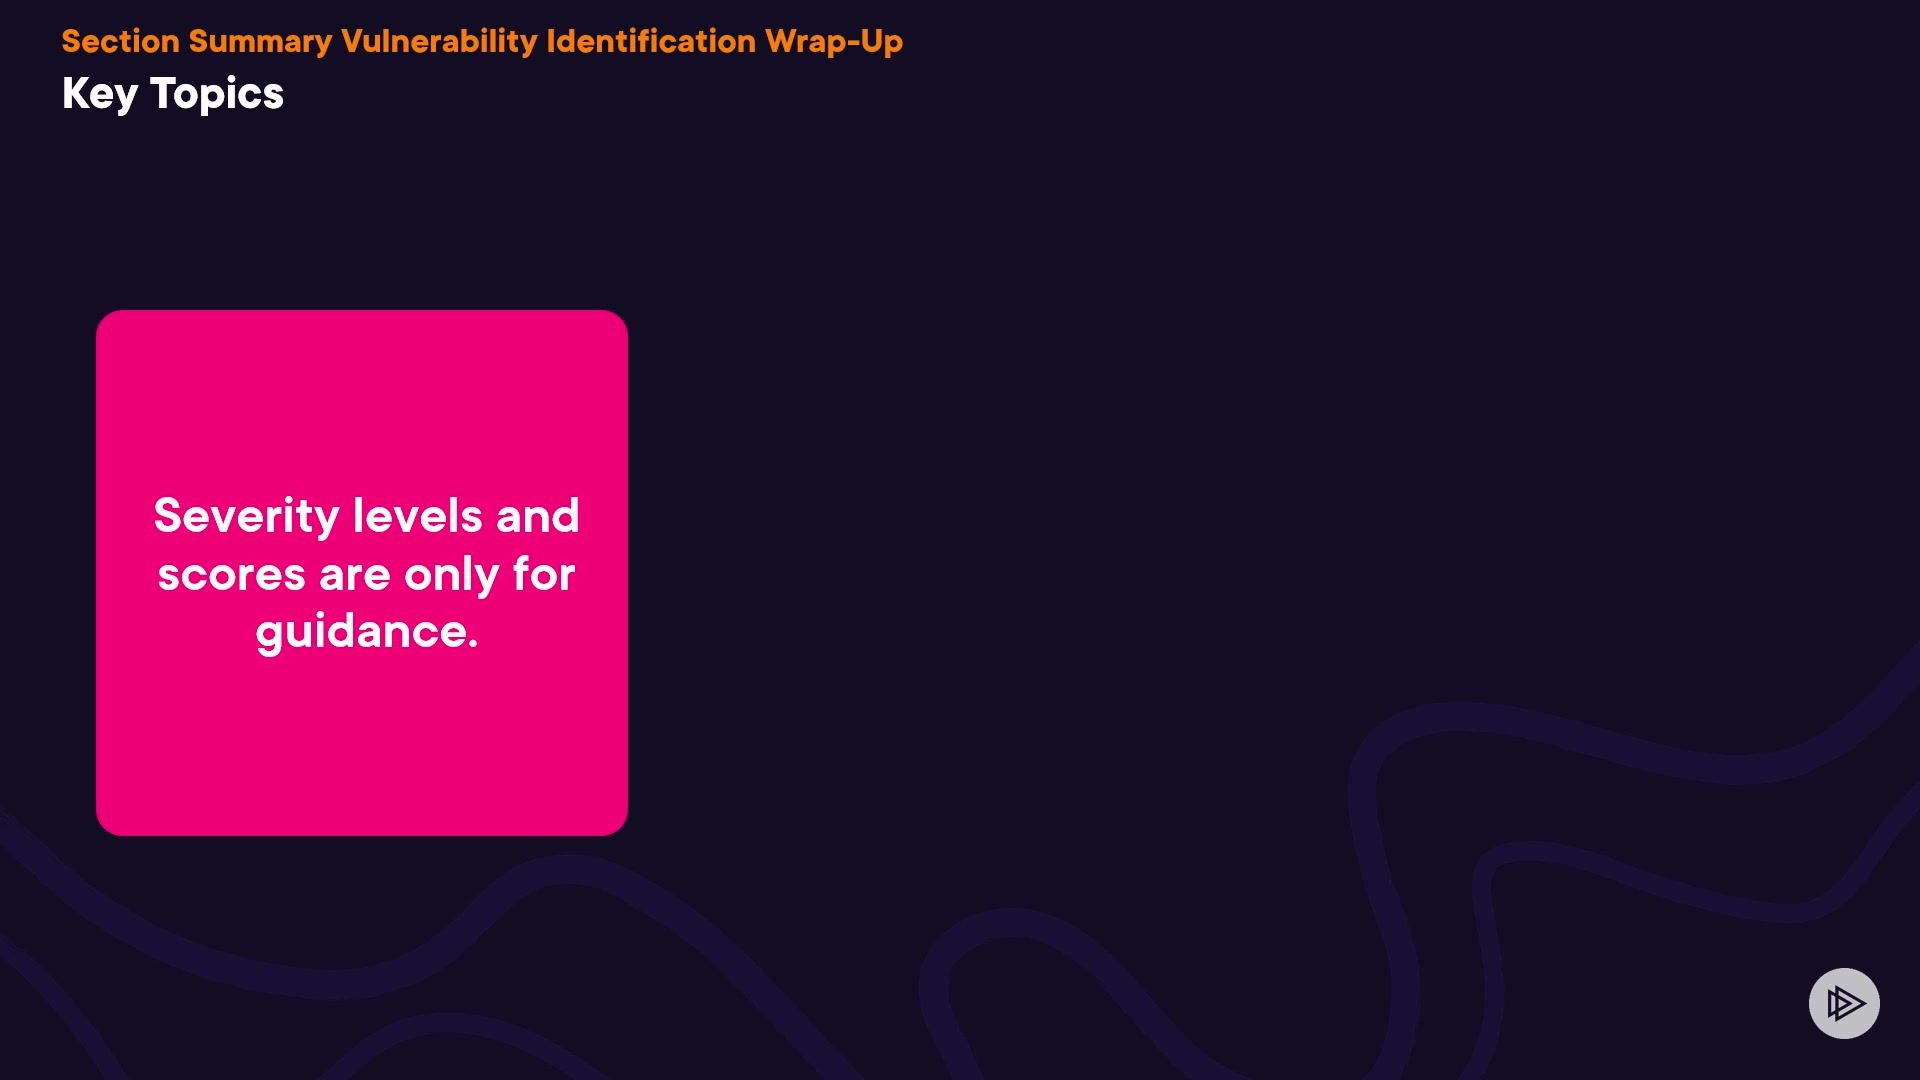 Section Summary Vulnerability Identification Wrap-Up
Key Topics
Severity levels and
scores are only for
guidance.